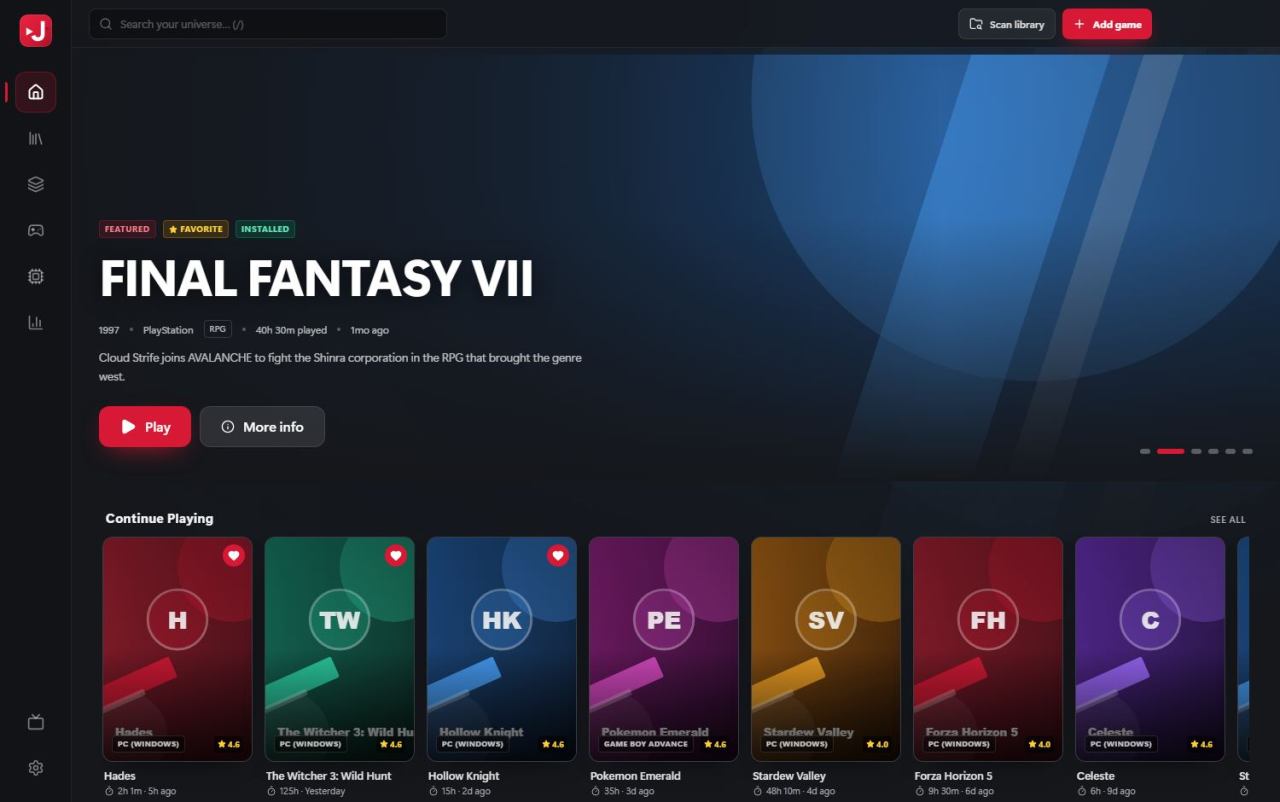 J
Search your universe... (/)
Scan library
Add game
FEATURED
FAVORITE
INSTALLED
FINAL FANTASY VII
1997 • PlayStation RPG • 40h 30m played • 1mo ago
Cloud Strife joins AVALANCHE to fight the Shinra corporation in the RPG that brought the genre
west.
Play
More info
Continue Playing
SEE ALL
H
Hades
PC (WINDOWS)
4.6
Hades
2h 1m · 5h ago
TW
The Witcher 3: Wild Hu
PC (WINDOWS)
4.6
The Witcher 3: Wild Hunt
125h · Yesterday
HK
Hollow Knight
PC (WINDOWS)
4.6
Hollow Knight
15h · 2d ago
PE
Pokemon Emerald
GAME BOY ADVANCE
4.6
Pokemon Emerald
35h · 3d ago
SV
Stardew Valley
PC (WINDOWS)
4.0
Stardew Valley
48h 10m · 4d ago
FH
Forza Horizon 5
PC (WINDOWS)
4.0
Forza Horizon 5
9h 30m · 6d ago
C
Celeste
PC (WINDOWS)
4.6
Celeste
6h · 9d ago
St